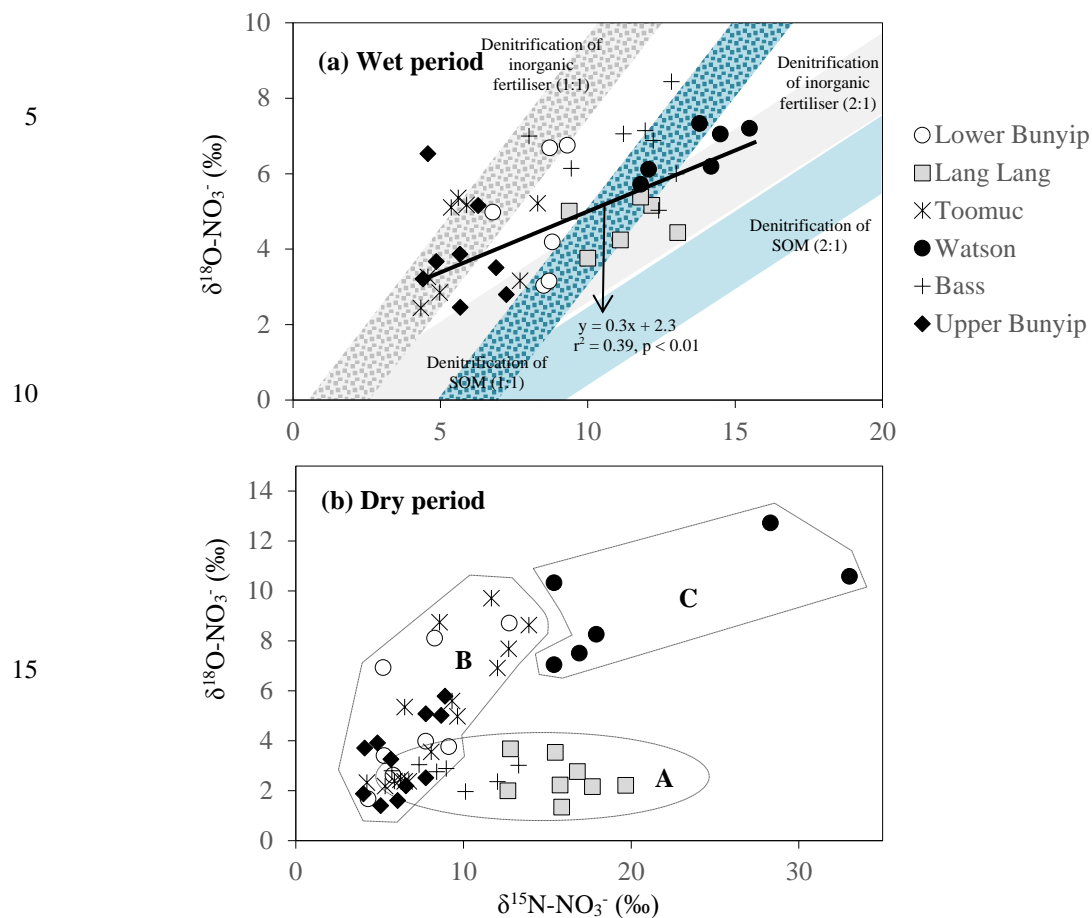 5
10
15
10
8
6
4
2
0
δ¹⁸O-NO₃⁻ (‰)
(a) Wet period
Denitrification of
inorganic
fertiliser (1:1)
Denitrification
of inorganic
fertiliser (2:1)
Denitrification of
SOM (2:1)
y = 0.3x + 2.3
r² = 0.39, p < 0.01
Denitrification of
SOM (1:1)
0 5 10 15 20
Lower Bunyip
Lang Lang
Toomuc
Watson
Bass
Upper Bunyip
14
12
10
8
6
4
2
0
δ¹⁸O-NO₃⁻ (‰)
(b) Dry period
C
B
A
0 10 20 30
δ¹⁵N-NO₃⁻ (‰)